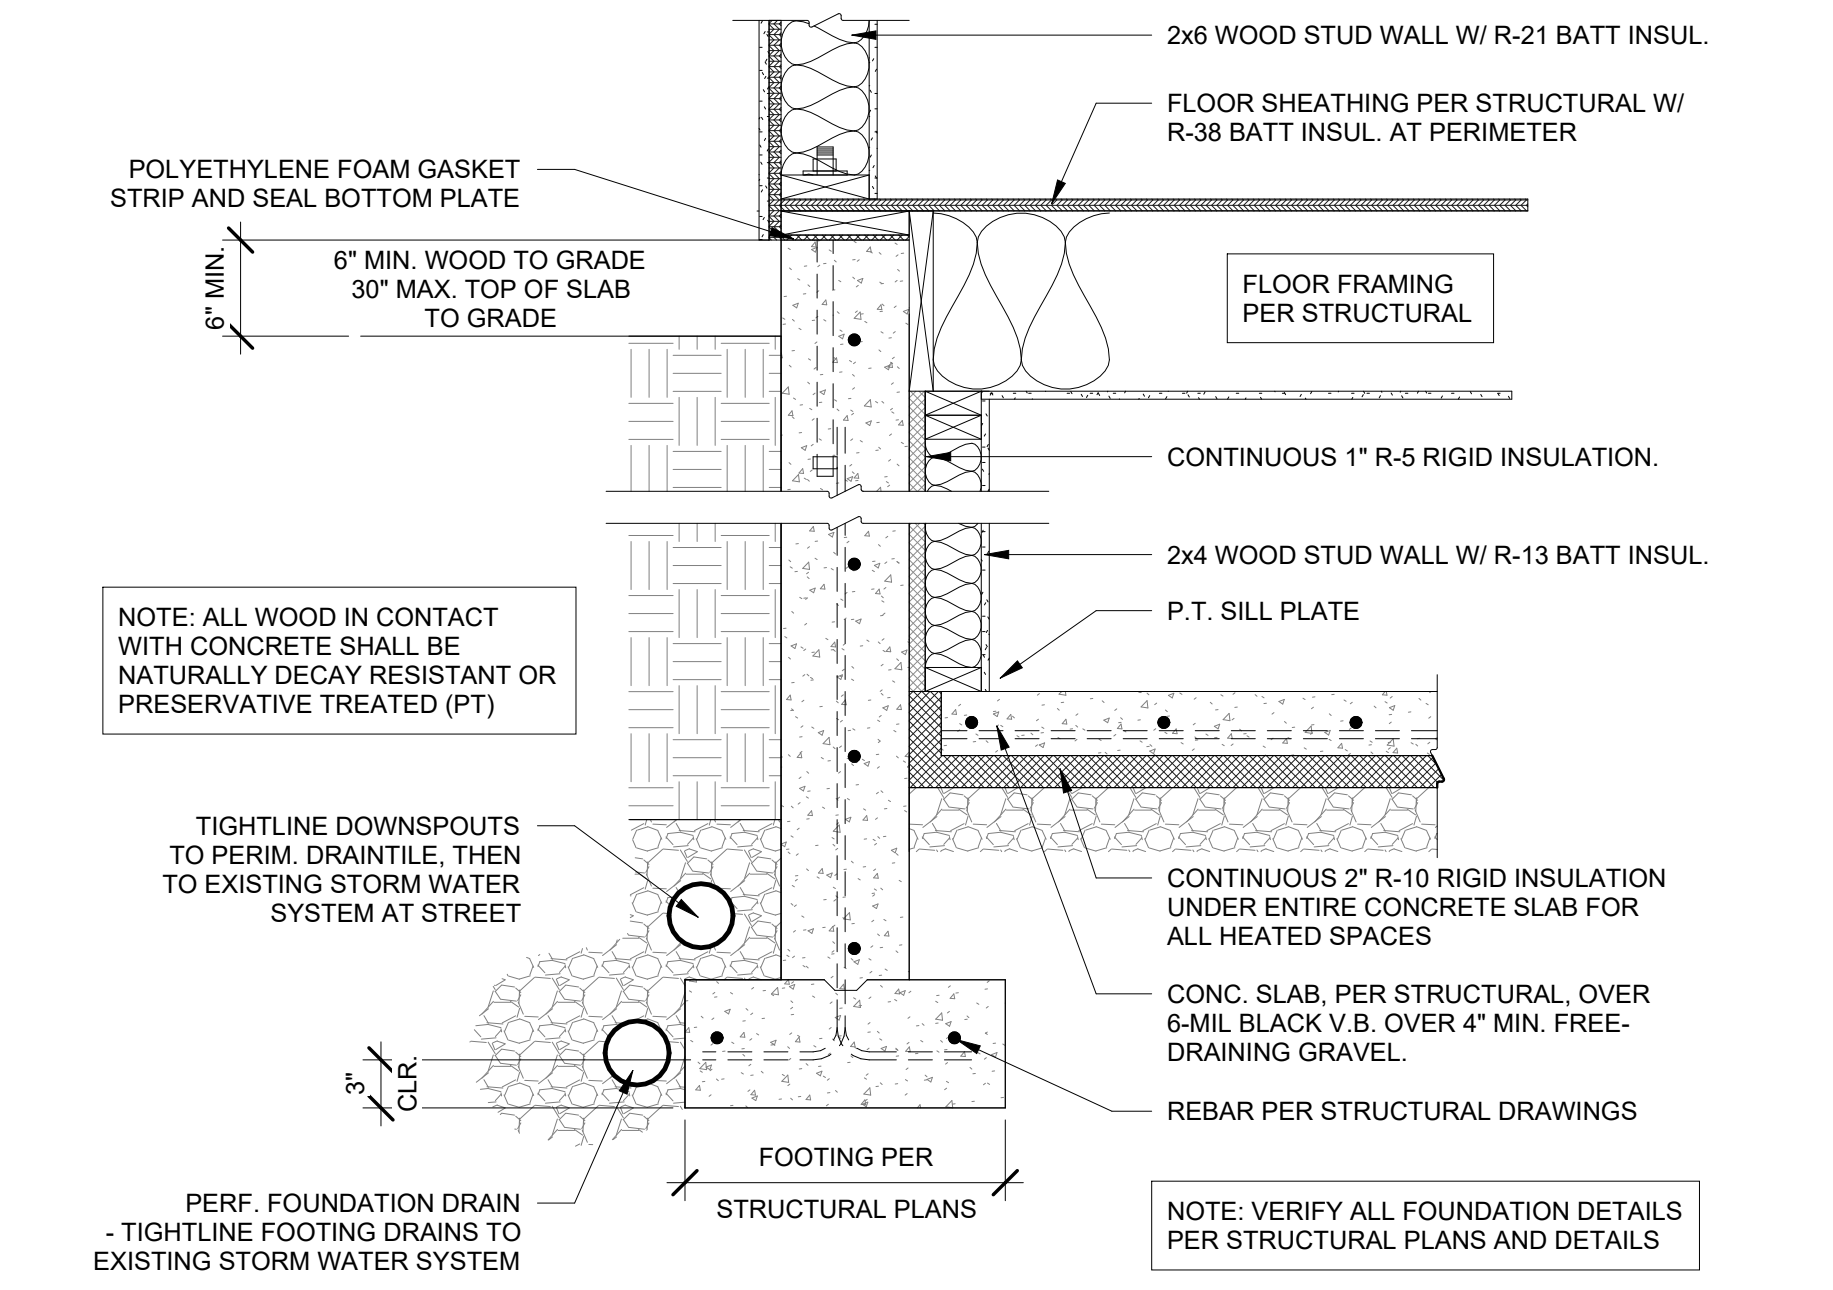 2x6 WOOD STUD WALL W/ R-21 BATT INSUL.
FLOOR SHEATHING PER STRUCTURAL W/
R-38 BATT INSUL. AT PERIMETER
POLYETHYLENE FOAM GASKET
STRIP AND SEAL BOTTOM PLATE
6" MIN.
6" MIN. WOOD TO GRADE
30" MAX. TOP OF SLAB
TO GRADE
FLOOR FRAMING
PER STRUCTURAL
CONTINUOUS 1" R-5 RIGID INSULATION.
2x4 WOOD STUD WALL W/ R-13 BATT INSUL.
P.T. SILL PLATE
NOTE: ALL WOOD IN CONTACT
WITH CONCRETE SHALL BE
NATURALLY DECAY RESISTANT OR
PRESERVATIVE TREATED (PT)
TIGHTLINE DOWNSPOUTS
TO PERIM. DRAINTILE, THEN
TO EXISTING STORM WATER
SYSTEM AT STREET
CONTINUOUS 2" R-10 RIGID INSULATION
UNDER ENTIRE CONCRETE SLAB FOR
ALL HEATED SPACES
CONC. SLAB, PER STRUCTURAL, OVER
6-MIL BLACK V.B. OVER 4" MIN. FREE-
DRAINING GRAVEL.
3"
CLR.
REBAR PER STRUCTURAL DRAWINGS
FOOTING PER
STRUCTURAL PLANS
PERF. FOUNDATION DRAIN
- TIGHTLINE FOOTING DRAINS TO
EXISTING STORM WATER SYSTEM
NOTE: VERIFY ALL FOUNDATION DETAILS
PER STRUCTURAL PLANS AND DETAILS